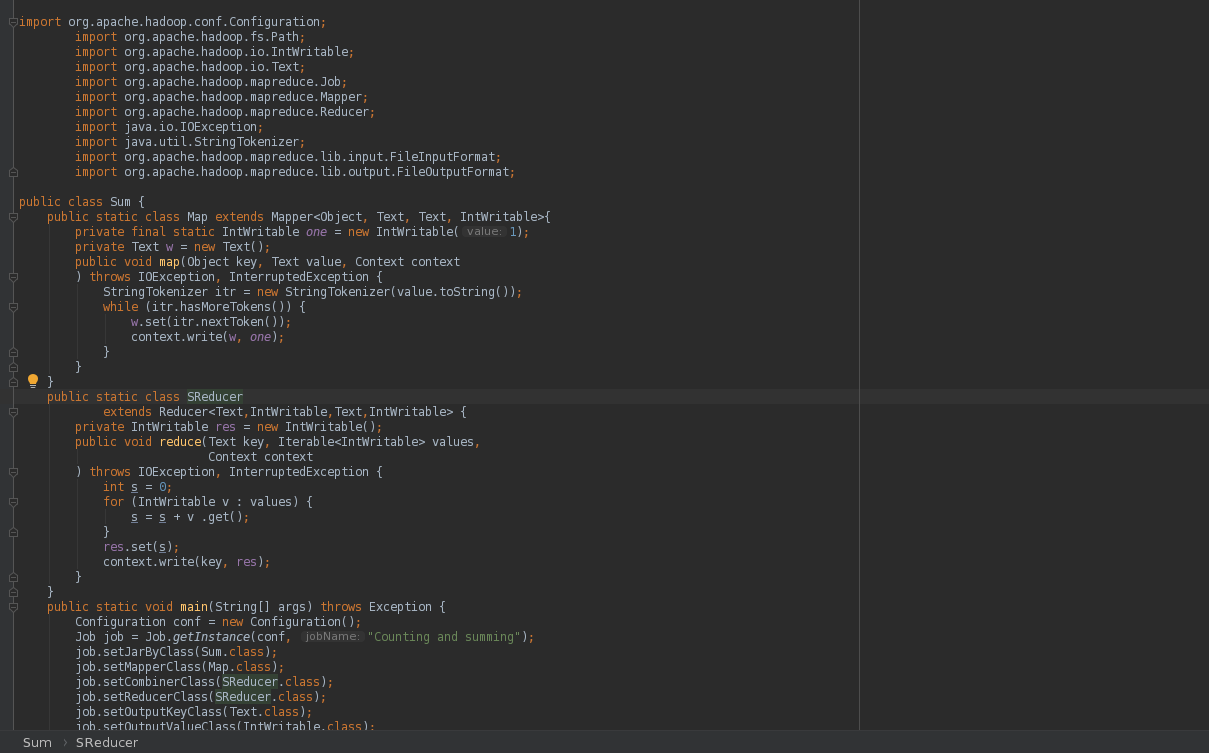 import org.apache.hadoop.conf.Configuration;
import org.apache.hadoop.fs.Path;
import org.apache.hadoop.io.IntWritable;
import org.apache.hadoop.io.Text;
import org.apache.hadoop.mapreduce.Job;
import org.apache.hadoop.mapreduce.Mapper;
import org.apache.hadoop.mapreduce.Reducer;
import java.io.IOException;
import java.util.StringTokenizer;
import org.apache.hadoop.mapreduce.lib.input.FileInputFormat;
import org.apache.hadoop.mapreduce.lib.output.FileOutputFormat;
public class Sum {
public static class Map extends Mapper<Object, Text, Text, IntWritable>{
private final static IntWritable one = new IntWritable( value: 1);
private Text w = new Text();
public void map(Object key, Text value, Context context
) throws IOException, InterruptedException {
StringTokenizer itr = new StringTokenizer(value.toString());
while (itr.hasMoreTokens()) {
w.set(itr.nextToken());
context.write(w, one);
}
}
}
public static class SReducer
extends Reducer<Text,IntWritable,Text,IntWritable> {
private IntWritable res = new IntWritable();
public void reduce(Text key, Iterable<IntWritable> values,
Context context
) throws IOException, InterruptedException {
int s = 0;
for (IntWritable v : values) {
s = s + v .get();
}
res.set(s);
context.write(key, res);
}
}
public static void main(String[] args) throws Exception {
Configuration conf = new Configuration();
Job job = Job.getInstance(conf, jobName: "Counting and summing");
job.setJarByClass(Sum.class);
job.setMapperClass(Map.class);
job.setCombinerClass(SReducer.class);
job.setReducerClass(SReducer.class);
job.setOutputKeyClass(Text.class);
job.setOutputValueClass(IntWritable.class);
Sum › SReducer